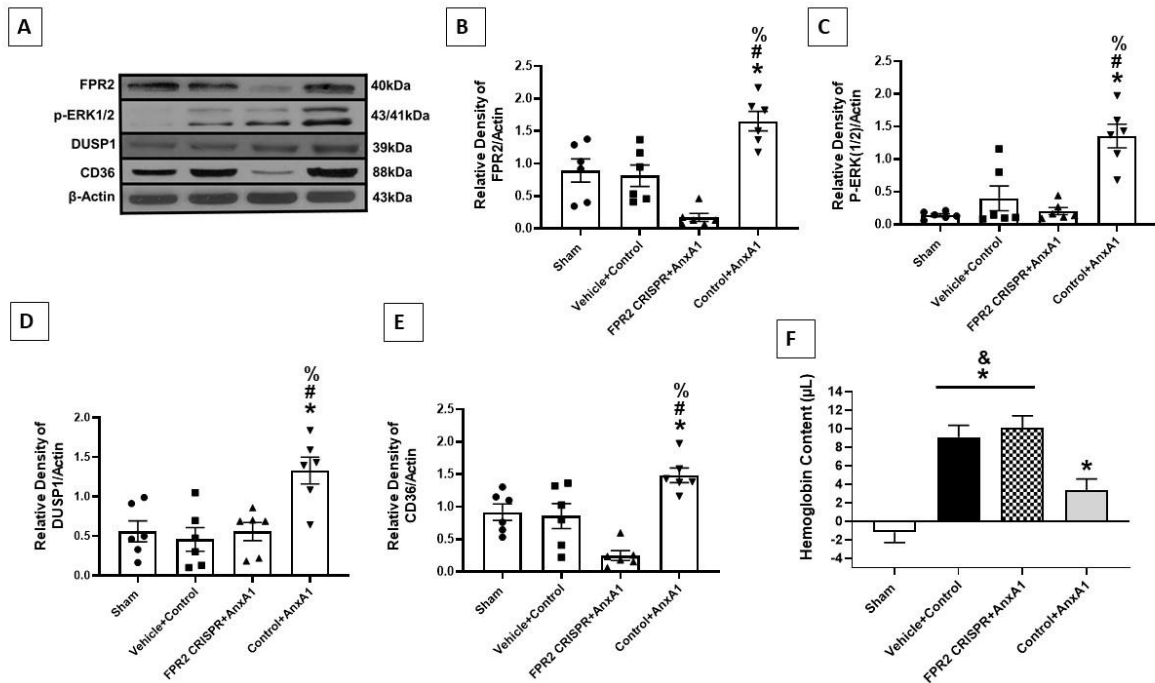 A
FPR2 40kDa
p-ERK1/2 43/41kDa
DUSP1 39kDa
CD36 88kDa
β-Actin 43kDa
B
Relative Density of
FPR2/Actin
2.5
2.0
1.5
1.0
0.5
0.0
%
#
*
Sham
Vehicle+Control
FPR2 CRISPR+AnxA1
Control+AnxA1
C
Relative Density of
P-ERK(1/2)/Actin
2.5
2.0
1.5
1.0
0.5
0.0
%
#
*
Sham
Vehicle+Control
FPR2 CRISPR+AnxA1
Control+AnxA1
D
Relative Density of
DUSP1/Actin
2.0
1.5
1.0
0.5
0.0
%
#
*
Sham
Vehicle+Control
FPR2 CRISPR+AnxA1
Control+AnxA1
E
Relative Density of
CD36/Actin
2.5
2.0
1.5
1.0
0.5
0.0
%
#
*
Sham
Vehicle+Control
FPR2 CRISPR+AnxA1
Control+AnxA1
F
Hemoglobin Content (µL)
14
12
10
8
6
4
2
0
-2
-4
&
*
*
Sham
Vehicle+Control
FPR2 CRISPR+AnxA1
Control+AnxA1